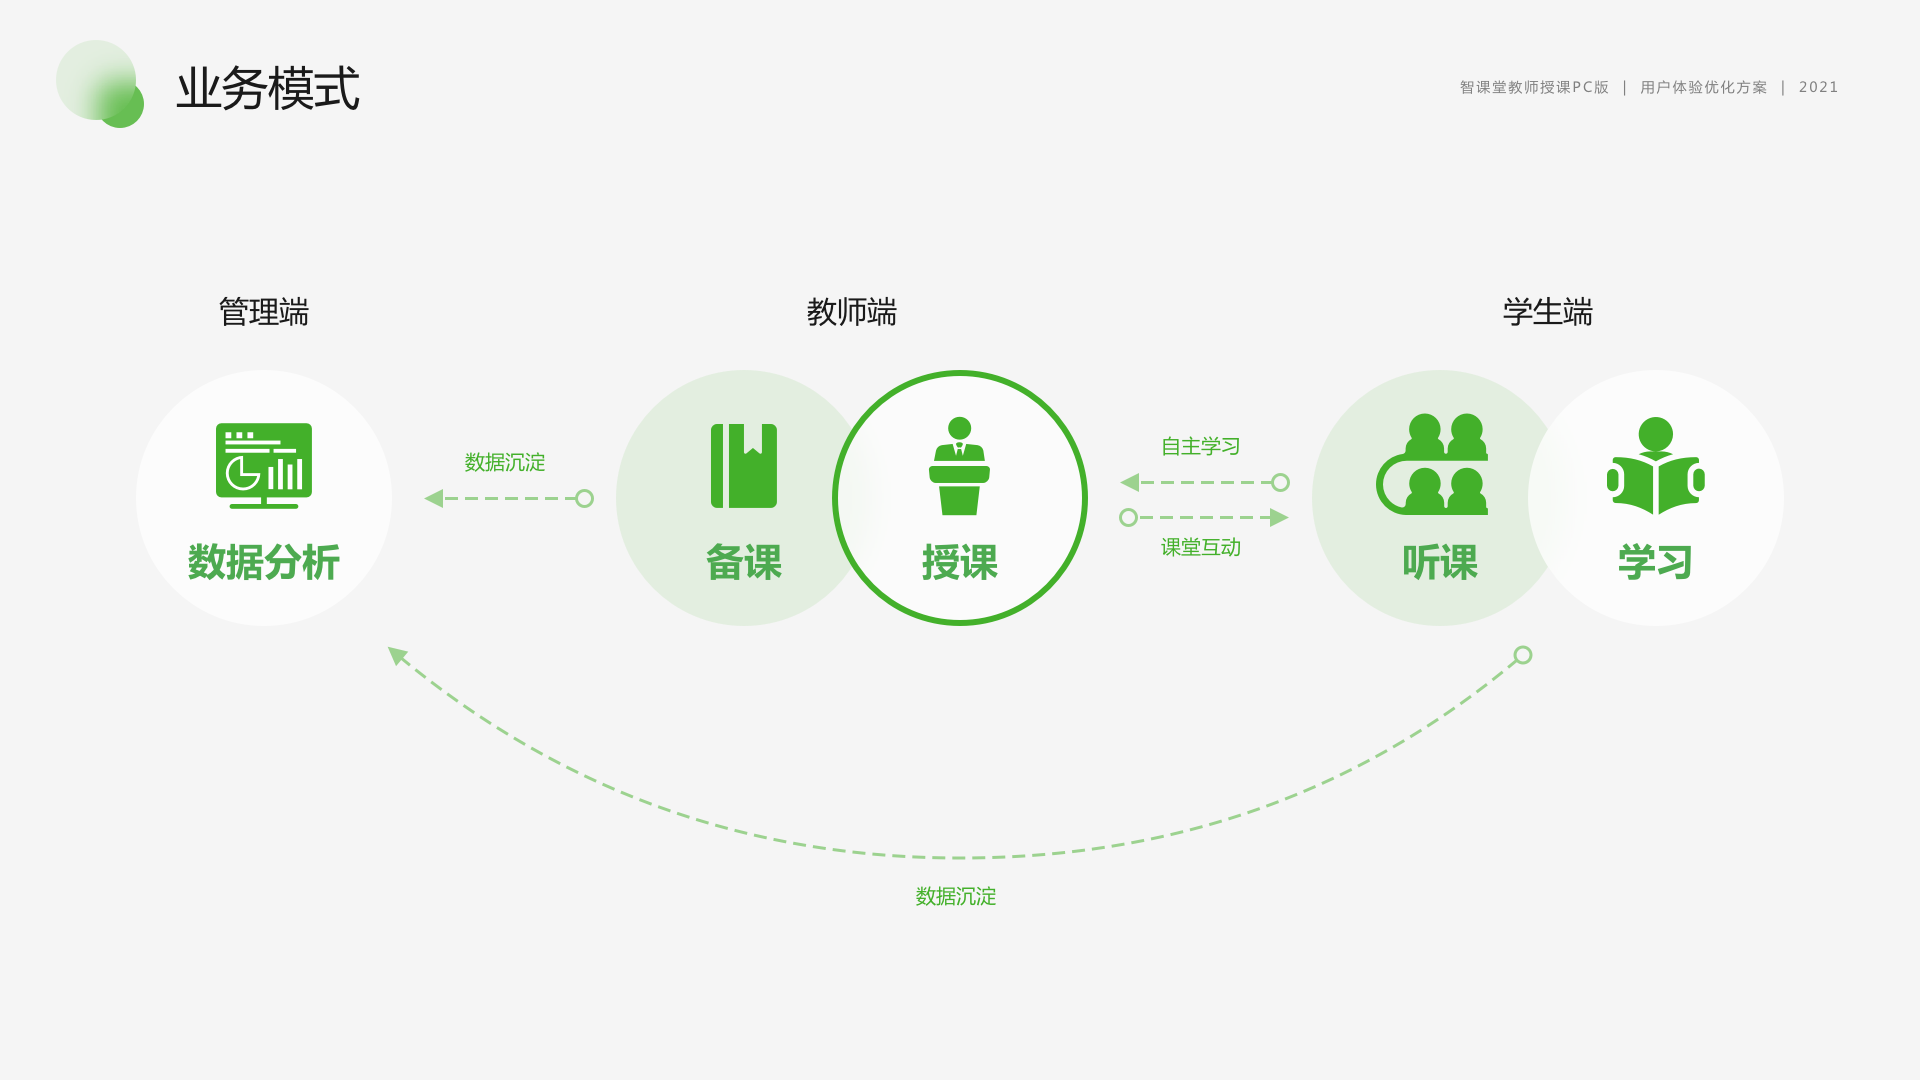 业务模式
智课堂教师授课PC版 | 用户体验优化方案 | 2021
管理端
教师端
学生端
数据沉淀
自主学习
课堂互动
数据分析
备课
授课
听课
学习
数据沉淀